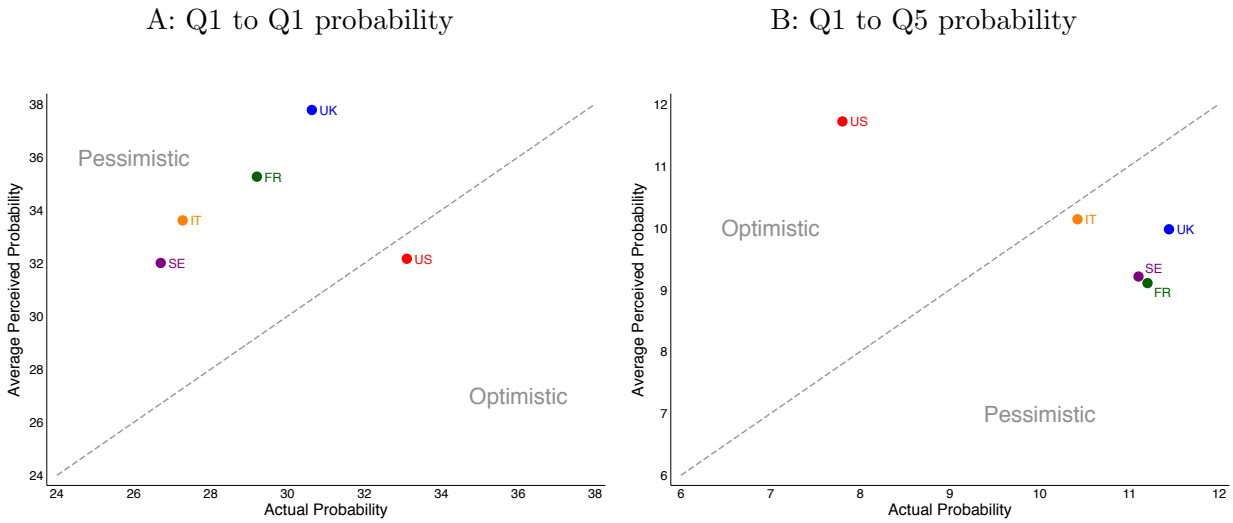 A: Q1 to Q1 probability
38
36
34
32
30
28
26
24
Average Perceived Probability
Pessimistic
UK
FR
IT
SE
US
Optimistic
24
26
28
30
32
34
36
38
Actual Probability
B: Q1 to Q5 probability
12
11
10
9
8
7
6
Average Perceived Probability
US
Optimistic
IT
UK
SE
FR
Pessimistic
6
7
8
9
10
11
12
Actual Probability